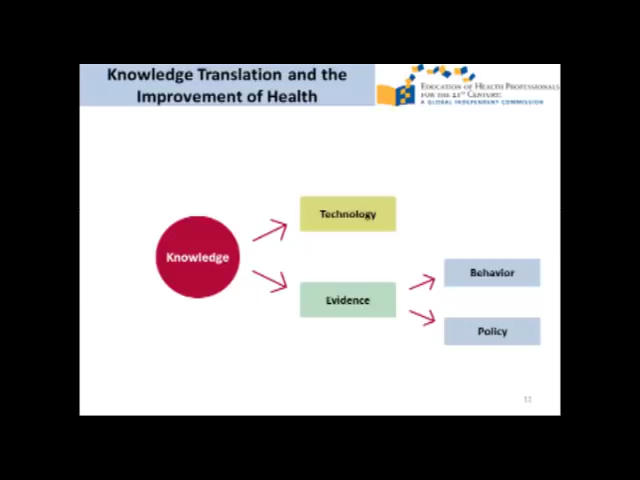 Knowledge Translation and the
Improvement of Health
EDUCATION OF HEALTH PROFESSIONALS
FOR THE 21ST CENTURY:
A GLOBAL INDEPENDENT COMMISSION
Technology
Knowledge
Behavior
Evidence
Policy
11